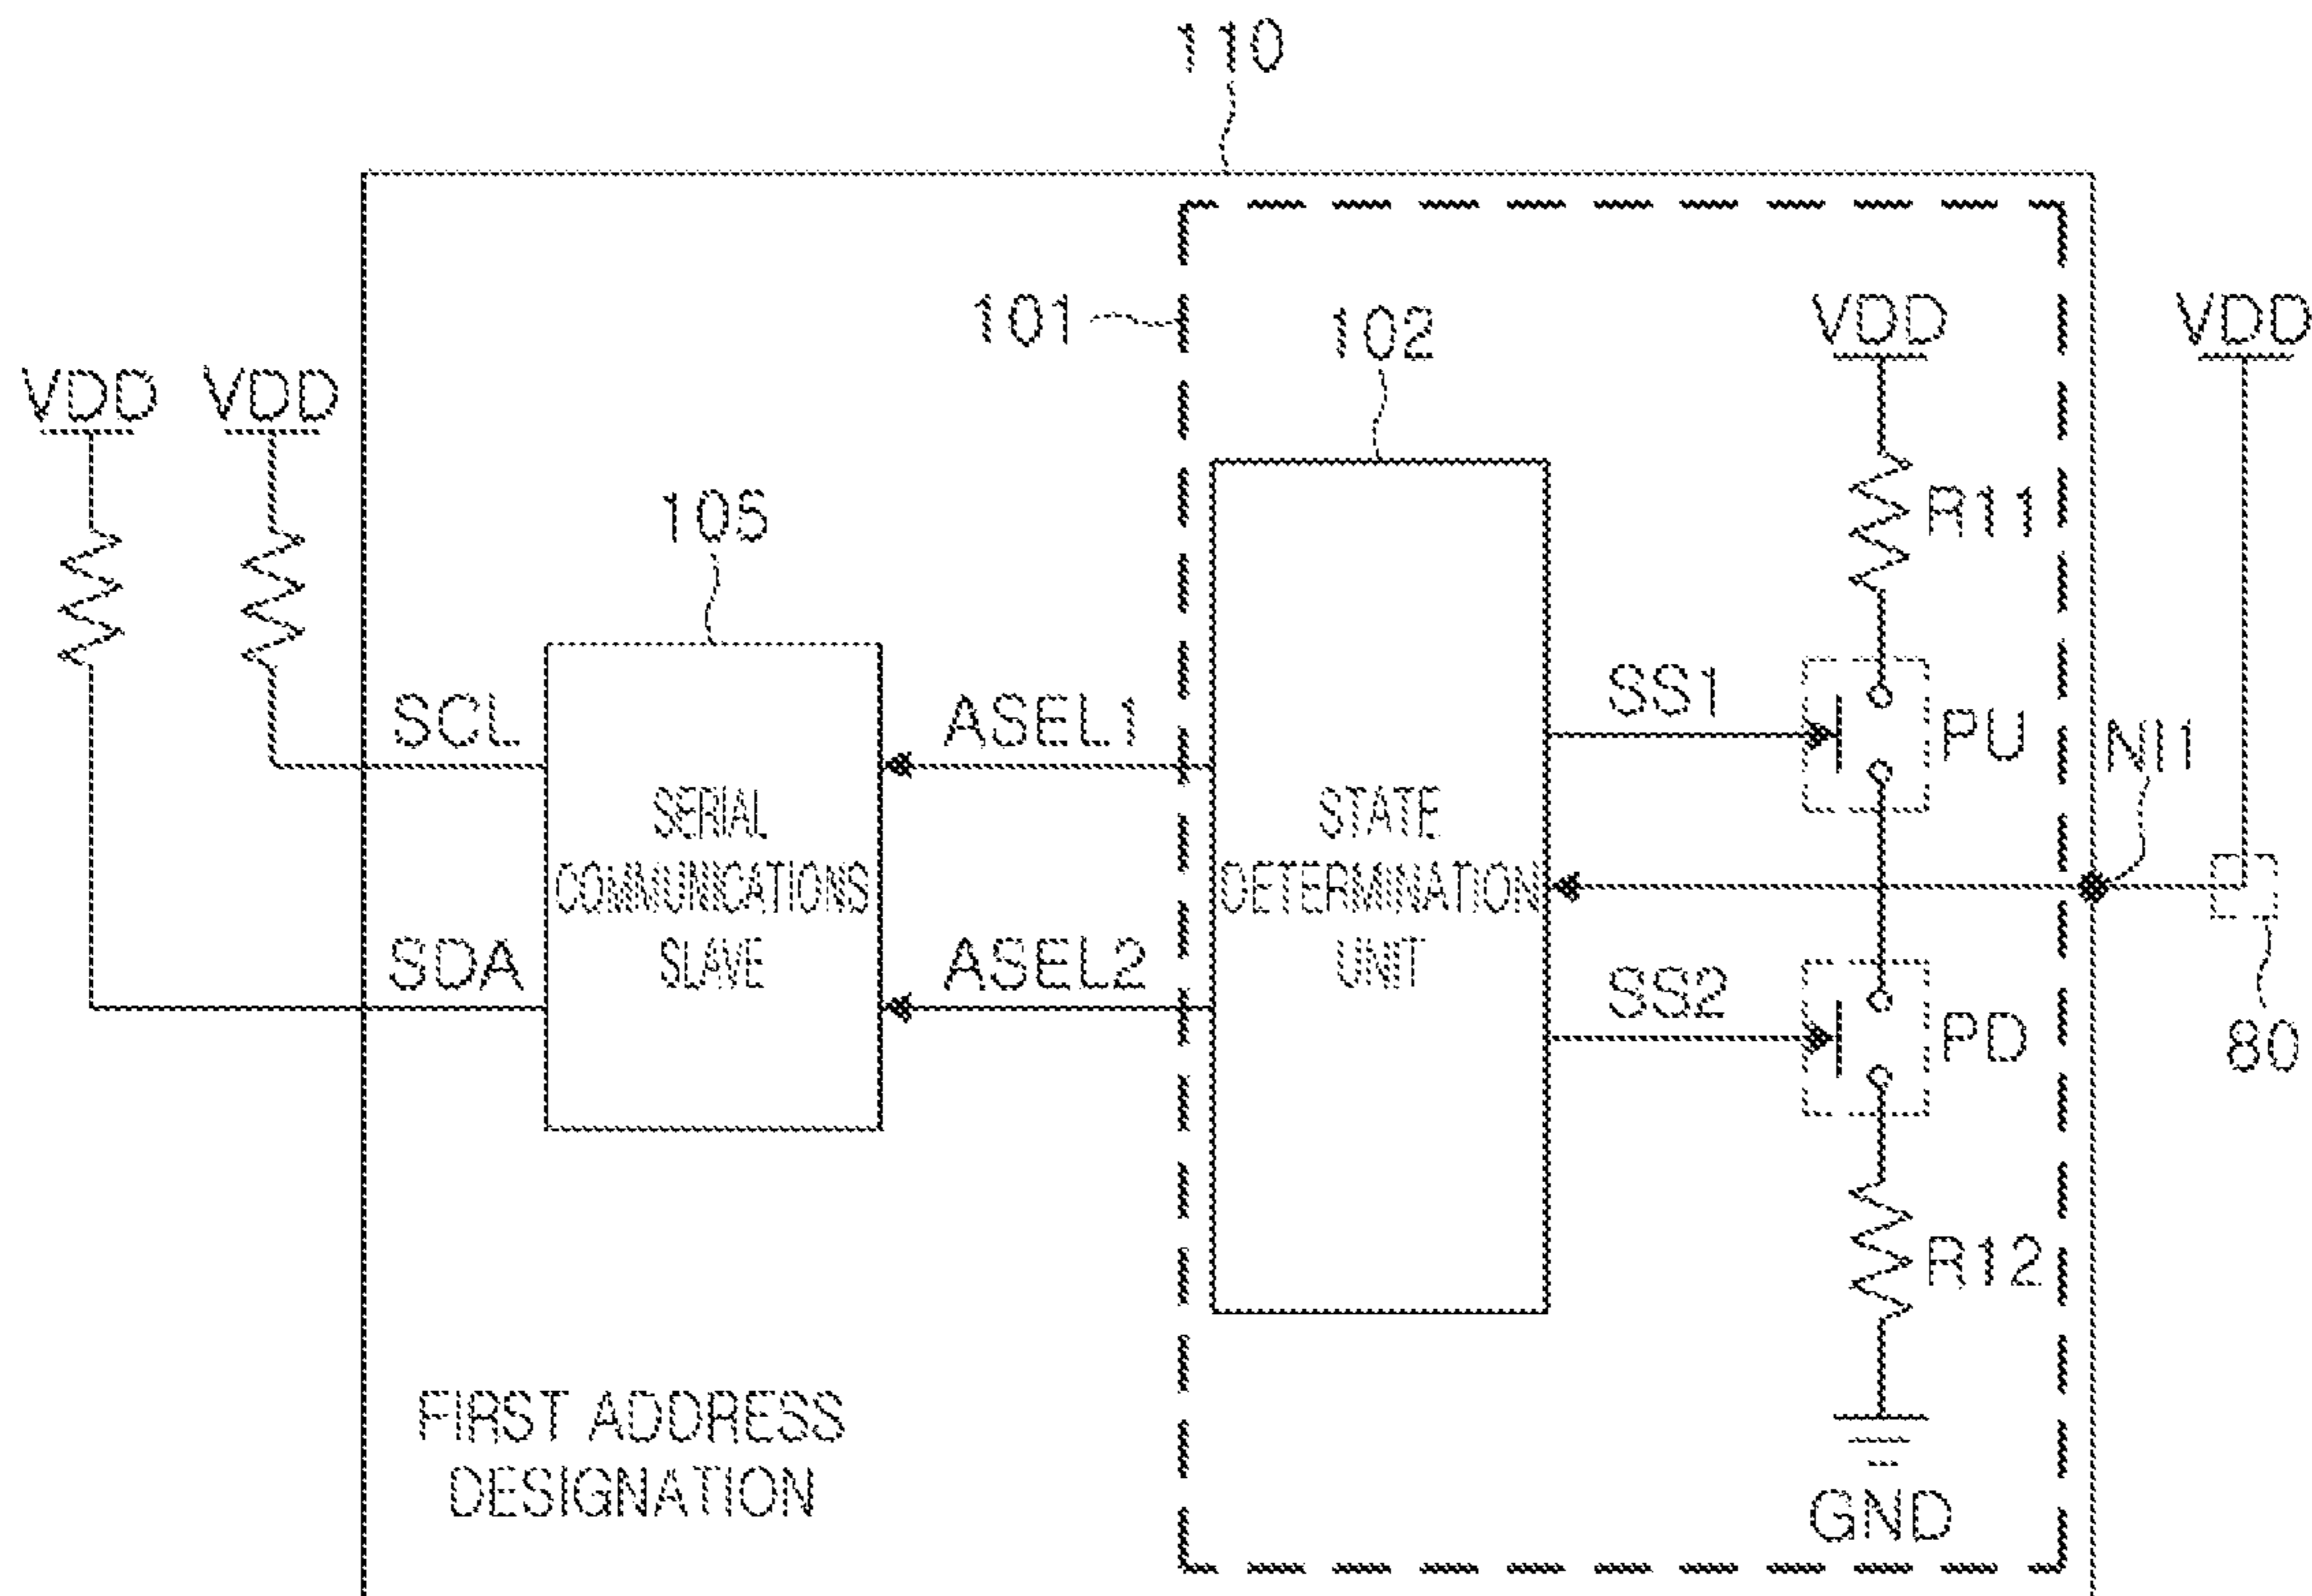 110
101
102
VDD
VDD
VDD
VDD
105
R11
SCL
ASEL1
SS1
PU
NI1
SERIAL
COMMUNICATIONS
SLAVE
STATE
DETERMINATION
UNIT
SDA
ASEL2
SS2
PD
80
R12
FIRST ADDRESS
DESIGNATION
GND